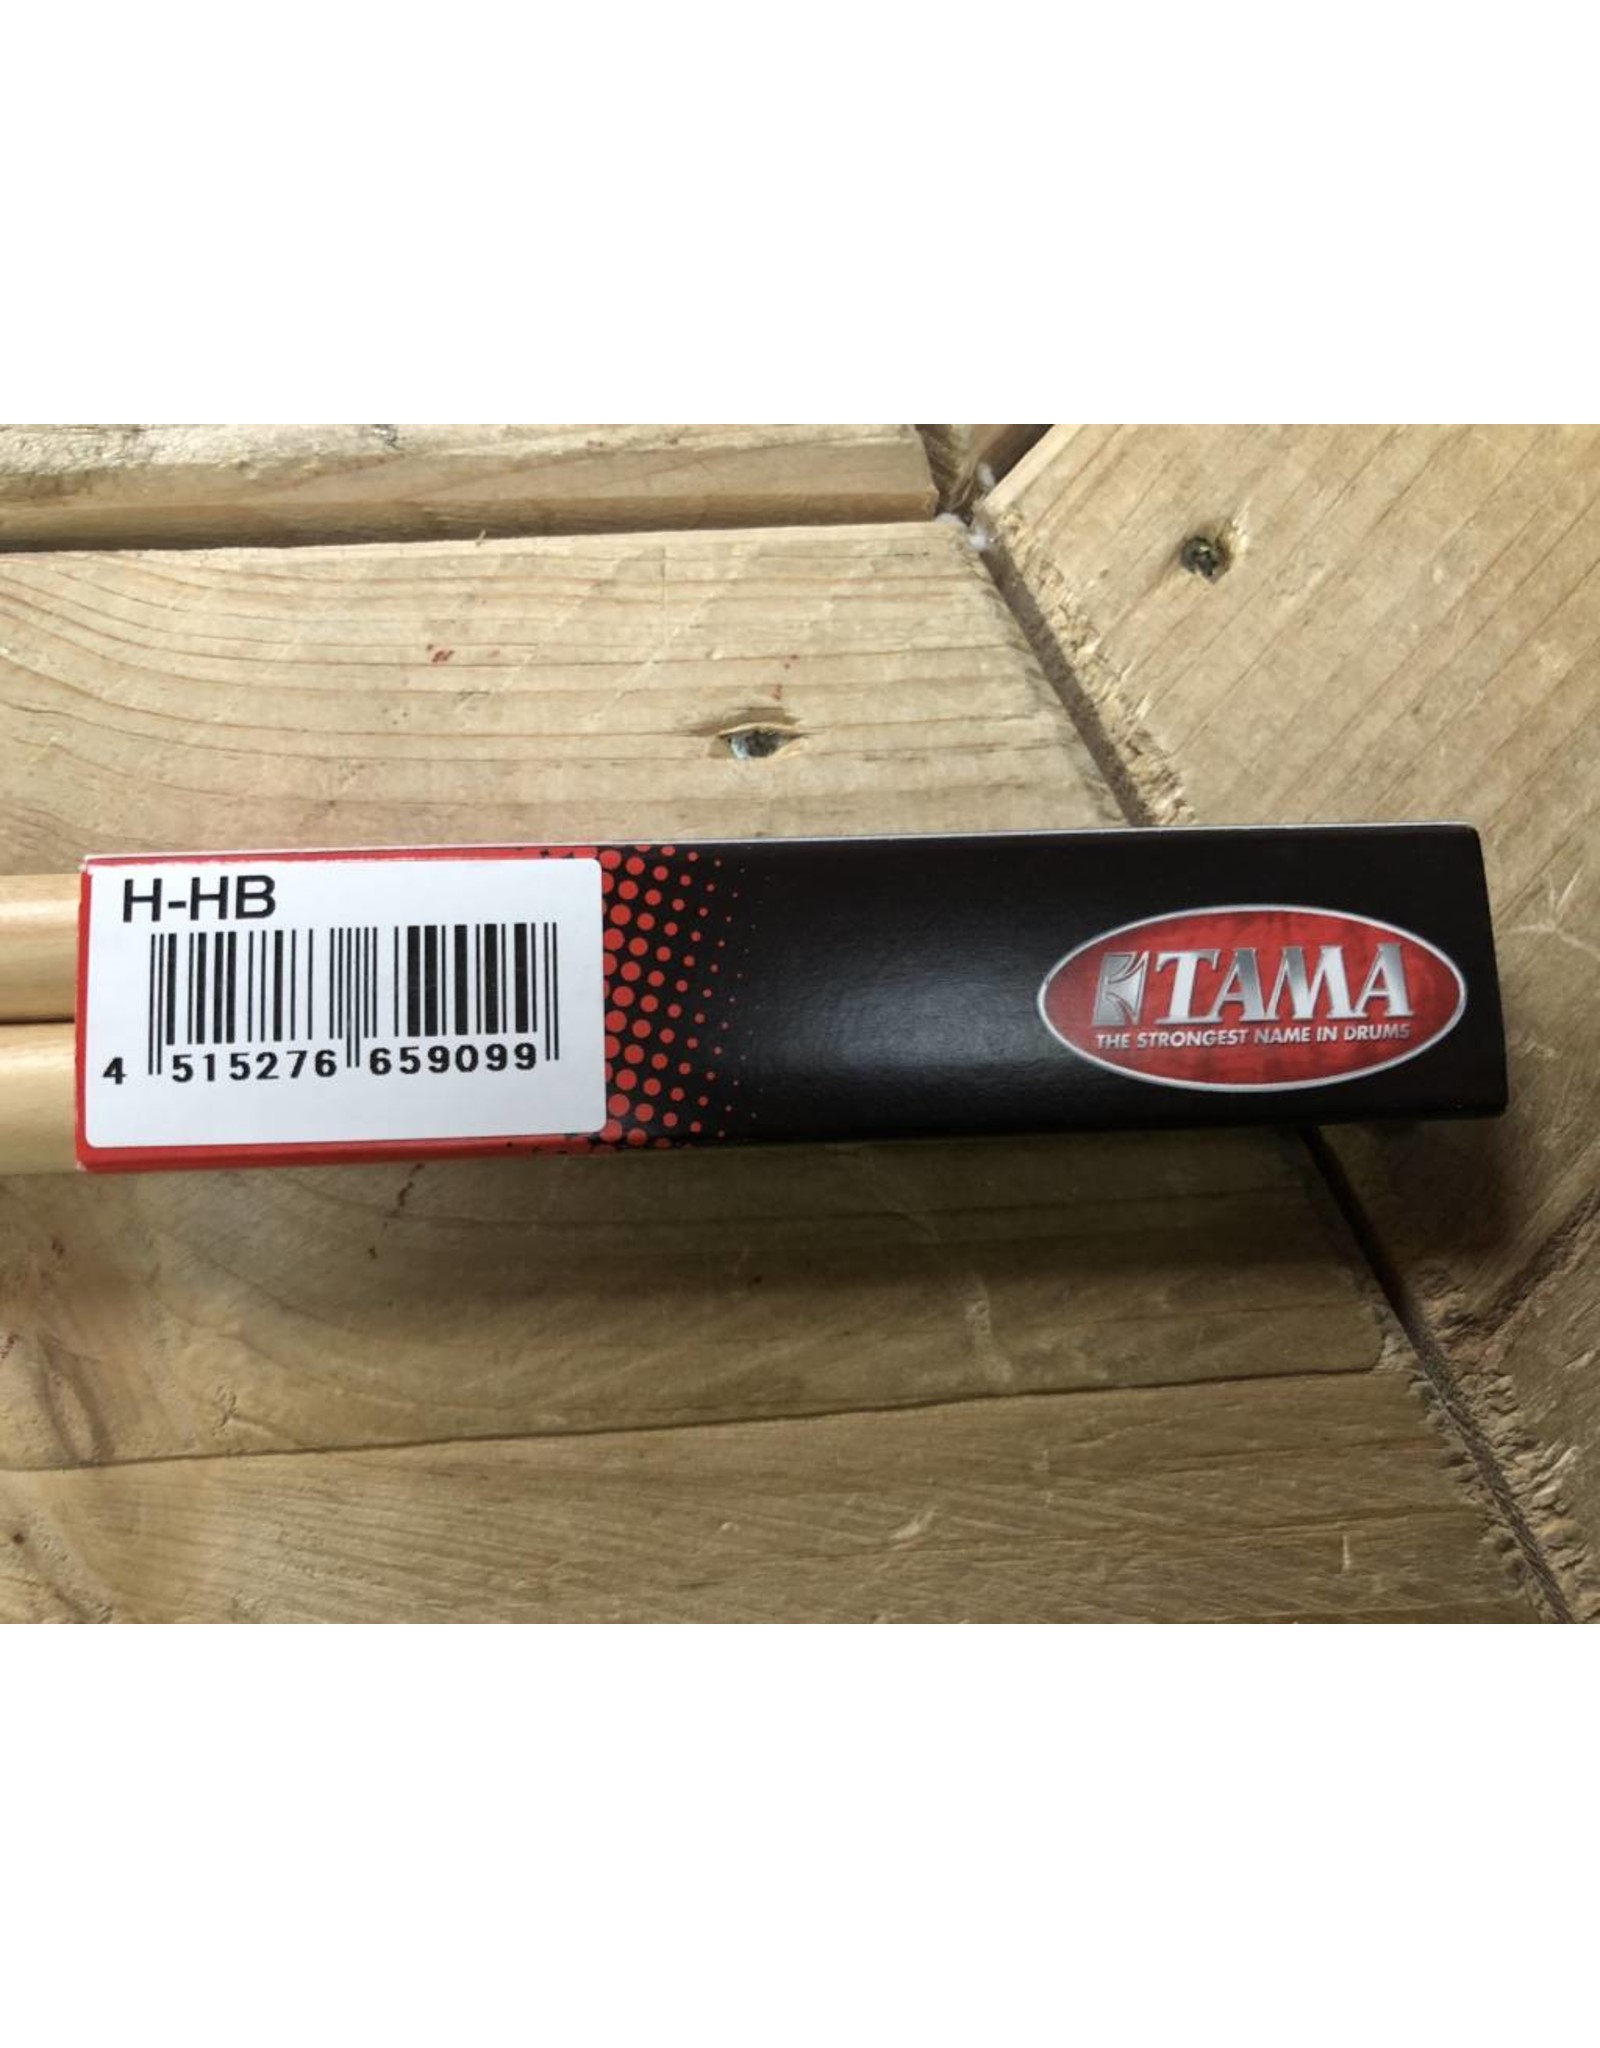 H-HB
4 515276 659099
TAMA
THE STRONGEST NAME IN DRUMS